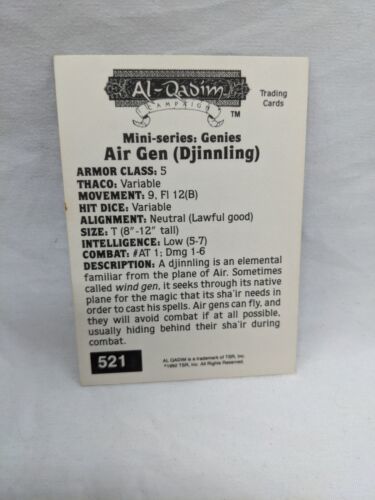 AL-QADIM
CAMPAIGN
™
Trading
Cards
Mini-series: Genies
Air Gen (Djinnling)
ARMOR CLASS: 5
THACO: Variable
MOVEMENT: 9, Fl 12(B)
HIT DICE: Variable
ALIGNMENT: Neutral (Lawful good)
SIZE: T (8"-12" tall)
INTELLIGENCE: Low (5-7)
COMBAT: #AT 1; Dmg 1-6
DESCRIPTION: A djinnling is an elemental
familiar from the plane of Air. Sometimes
called wind gen, it seeks through its native
plane for the magic that its sha'ir needs in
order to cast his spells. Air gens can fly, and
they will avoid combat if at all possible,
usually hiding behind their sha'ir during
combat.
521
AL QADIM is a trademark of TSR, Inc.
©1992 TSR, Inc. All Rights Reserved.